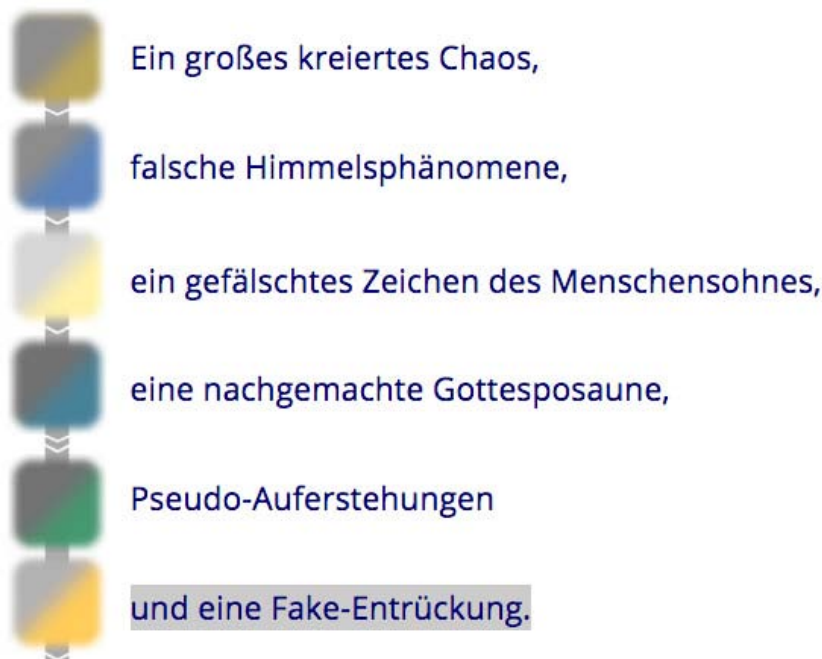 Ein großes kreiertes Chaos,
falsche Himmelsphänomene,
ein gefälschtes Zeichen des Menschensohnes,
eine nachgemachte Gottesposaune,
Pseudo-Auferstehungen
und eine Fake-Entrückung.